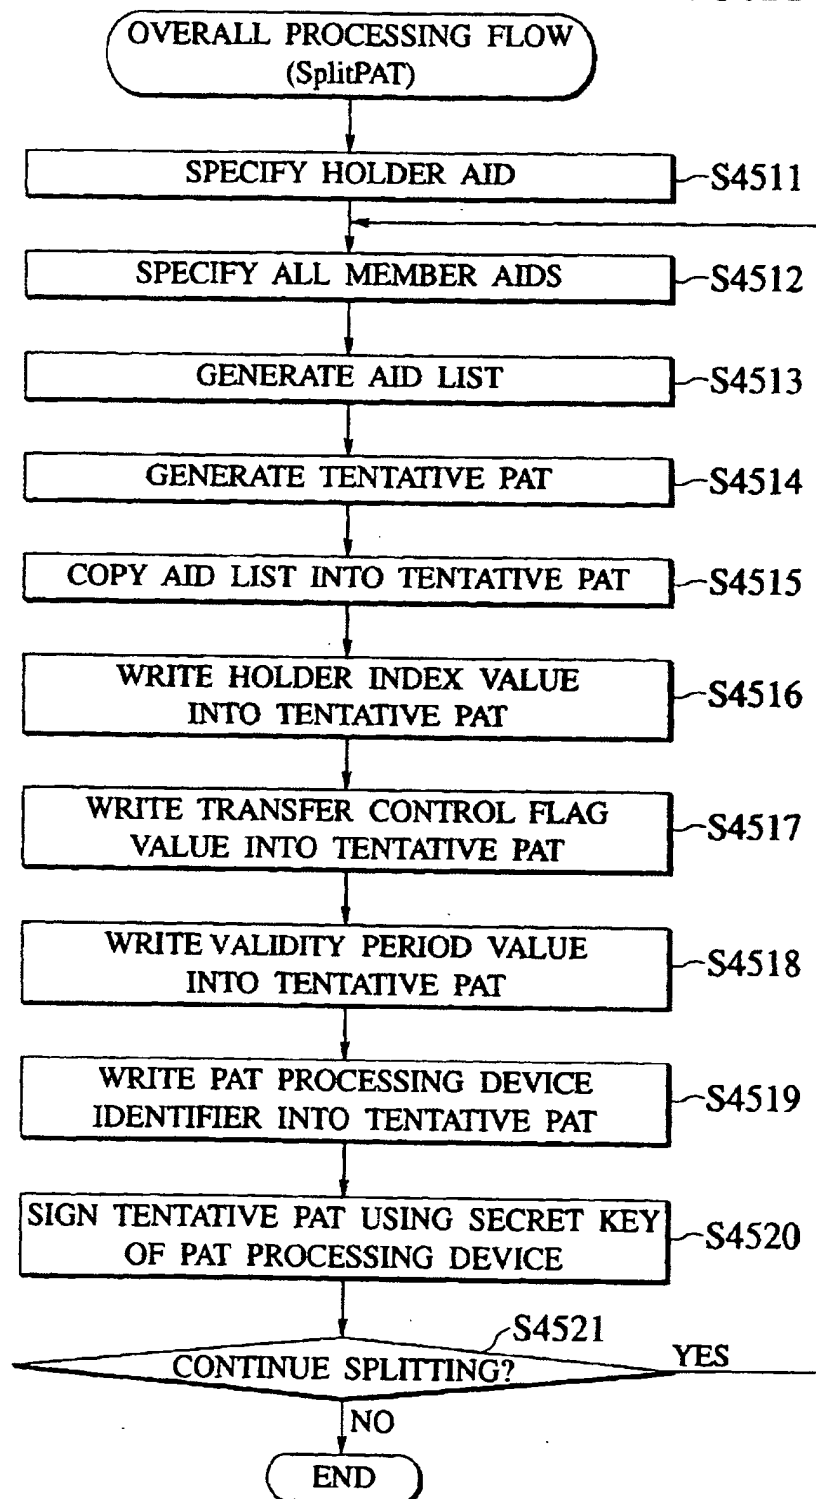 OVERALL PROCESSING FLOW
(SplitPAT)
SPECIFY HOLDER AID
S4511
SPECIFY ALL MEMBER AIDS
S4512
GENERATE AID LIST
S4513
GENERATE TENTATIVE PAT
S4514
COPY AID LIST INTO TENTATIVE PAT
S4515
WRITE HOLDER INDEX VALUE
INTO TENTATIVE PAT
S4516
WRITE TRANSFER CONTROL FLAG
VALUE INTO TENTATIVE PAT
S4517
WRITE VALIDITY PERIOD VALUE
INTO TENTATIVE PAT
S4518
WRITE PAT PROCESSING DEVICE
IDENTIFIER INTO TENTATIVE PAT
S4519
SIGN TENTATIVE PAT USING SECRET KEY
OF PAT PROCESSING DEVICE
S4520
S4521
CONTINUE SPLITTING?
YES
NO
END